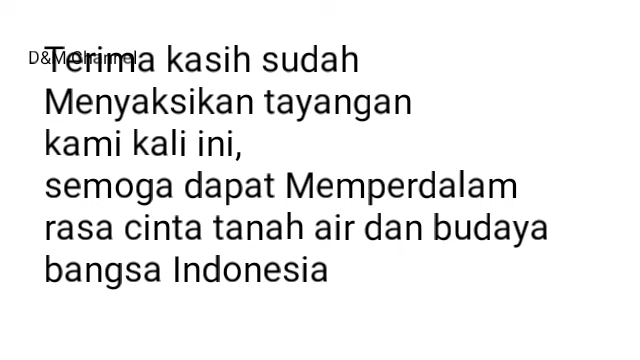 D&M Channel
Terima kasih sudah
Menyaksikan tayangan
kami kali ini,
semoga dapat Memperdalam
rasa cinta tanah air dan budaya
bangsa Indonesia